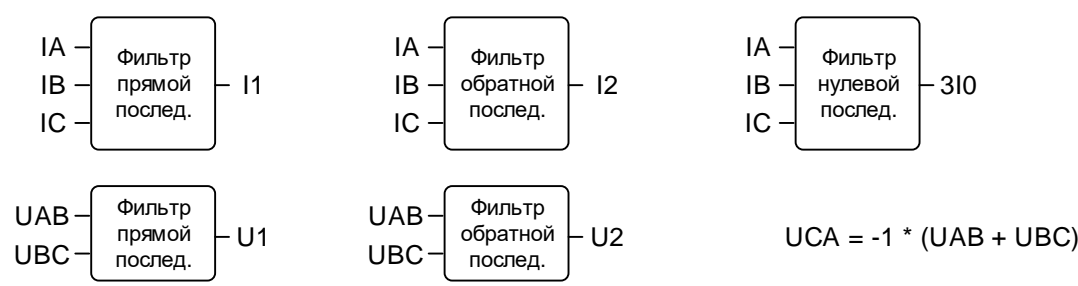 IA
IB
IC
Фильтр
прямой
послед.
I1
IA
IB
IC
Фильтр
обратной
послед.
I2
IA
IB
IC
Фильтр
нулевой
послед.
3I0
UAB
UBC
Фильтр
прямой
послед.
U1
UAB
UBC
Фильтр
обратной
послед.
U2
UCA = -1 * (UAB + UBC)